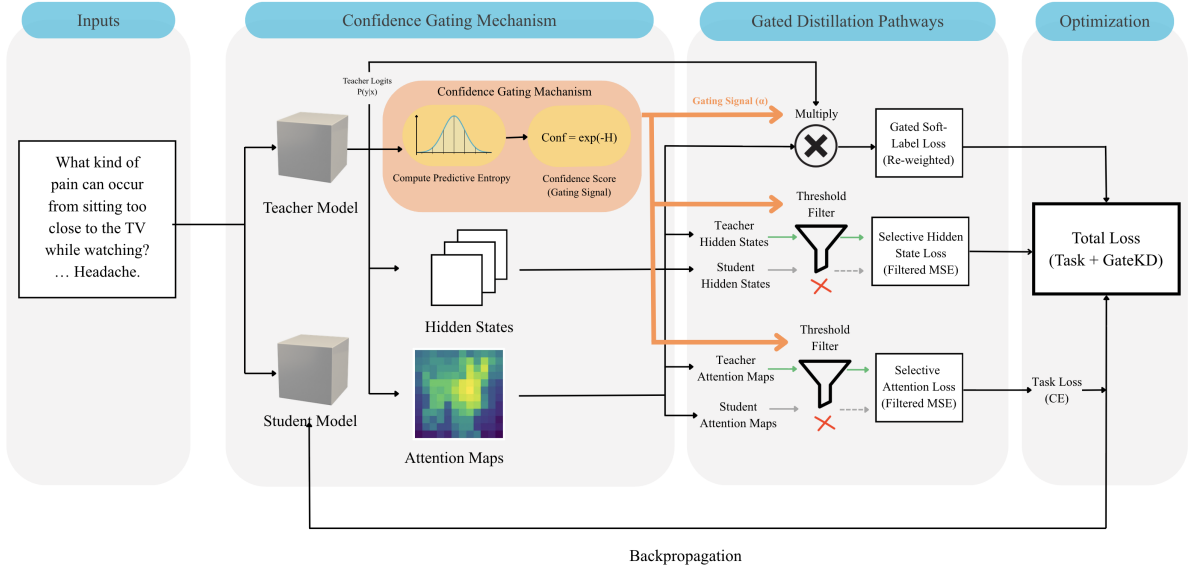 Inputs
Confidence Gating Mechanism
Gated Distillation Pathways
Optimization
What kind of
pain can occur
from sitting too
close to the TV
while watching?
… Headache.
Teacher Model
Student Model
Teacher Logits
P(y|x)
Confidence Gating Machanism
Compute Predictive Entropy
Conf = exp(-H)
Confidence Score
(Gating Signal)
Hidden States
Attention Maps
Gating Signal (α)
Multiply
Gated Soft-
Label Loss
(Re-weighted)
Threshold
Filter
Teacher
Hidden States
Student
Hidden States
Selective Hidden
State Loss
(Filtered MSE)
Threshold
Filter
Teacher
Attention Maps
Student
Attention Maps
Selective
Attention Loss
(Filtered MSE)
Total Loss
(Task + GateKD)
Task Loss
(CE)
Backpropagation